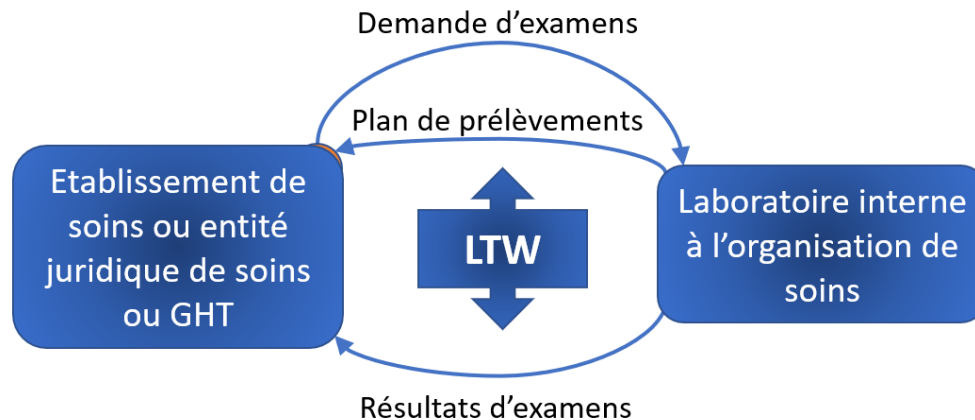 Demande d’examens
Plan de prélèvements
Etablissement de
soins ou entité
juridique de soins
ou GHT
LTW
Laboratoire interne
à l’organisation de
soins
Résultats d’examens